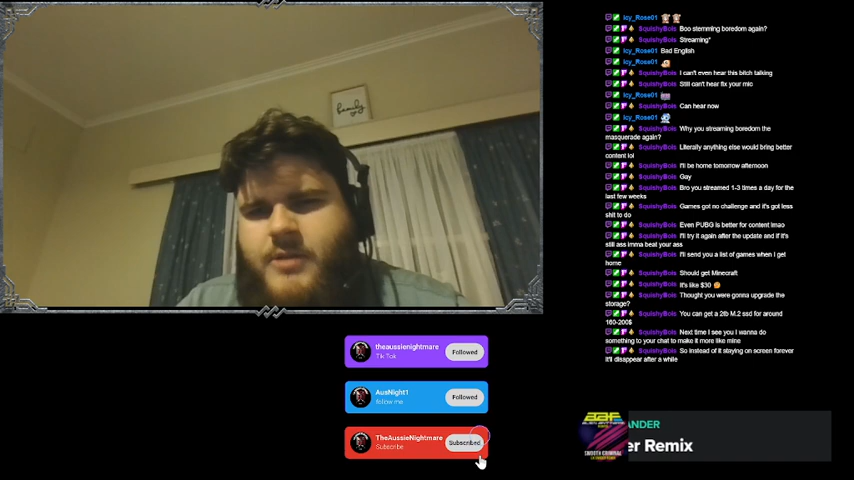 family
Icy_Rose01
SquishyBois Boo stemming boredom again?
SquishyBois Streaming*
Icy_Rose01 Bad English
Icy_Rose01
SquishyBois I can't even hear this bitch talking
SquishyBois Still can't hear fix your mic
Icy_Rose01
SquishyBois Can hear now
Icy_Rose01
SquishyBois Why you streaming boredom the
masquerade again?
SquishyBois Literally anything else would bring better
content lol
SquishyBois I'll be home tomorrow afternoon
SquishyBois Gay
SquishyBois Bro you streamed 1-3 times a day for the
last few weeks
SquishyBois Games got no challenge and it's got less
shit to do
SquishyBois Even PUBG is better for content lmao
SquishyBois I'll try it again after the update and if it's
still ass imma beat your ass
SquishyBois I'll send you a list of games when I get
home
SquishyBois Should get Minecraft
SquishyBois It's like $30
SquishyBois Thought you were gonna upgrade the
storage?
SquishyBois You can get a 2tb M.2 ssd for around
160-200$
SquishyBois Next time I see you I wanna do
something to your chat to make it more like mine
SquishyBois So instead of it staying on screen forever
it'll disappear after a while
theaussienightmare
Tik Tok
Followed
AusNight1
follow me
Followed
TheAussieNightmare
Subscribe
Subscribed
ANDER
er Remix
SMOOTH CRIMINAL